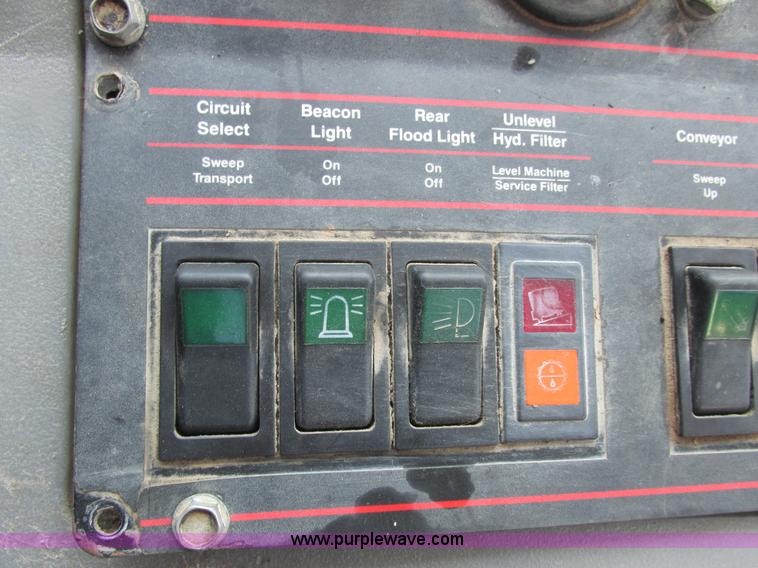 Circuit
Select
Sweep
Transport
Beacon
Light
On
Off
Rear
Flood Light
On
Off
Unlevel
Hyd. Filter
Level Machine
Service Filter
Conveyor
Sweep
Up
www.purplewave.com